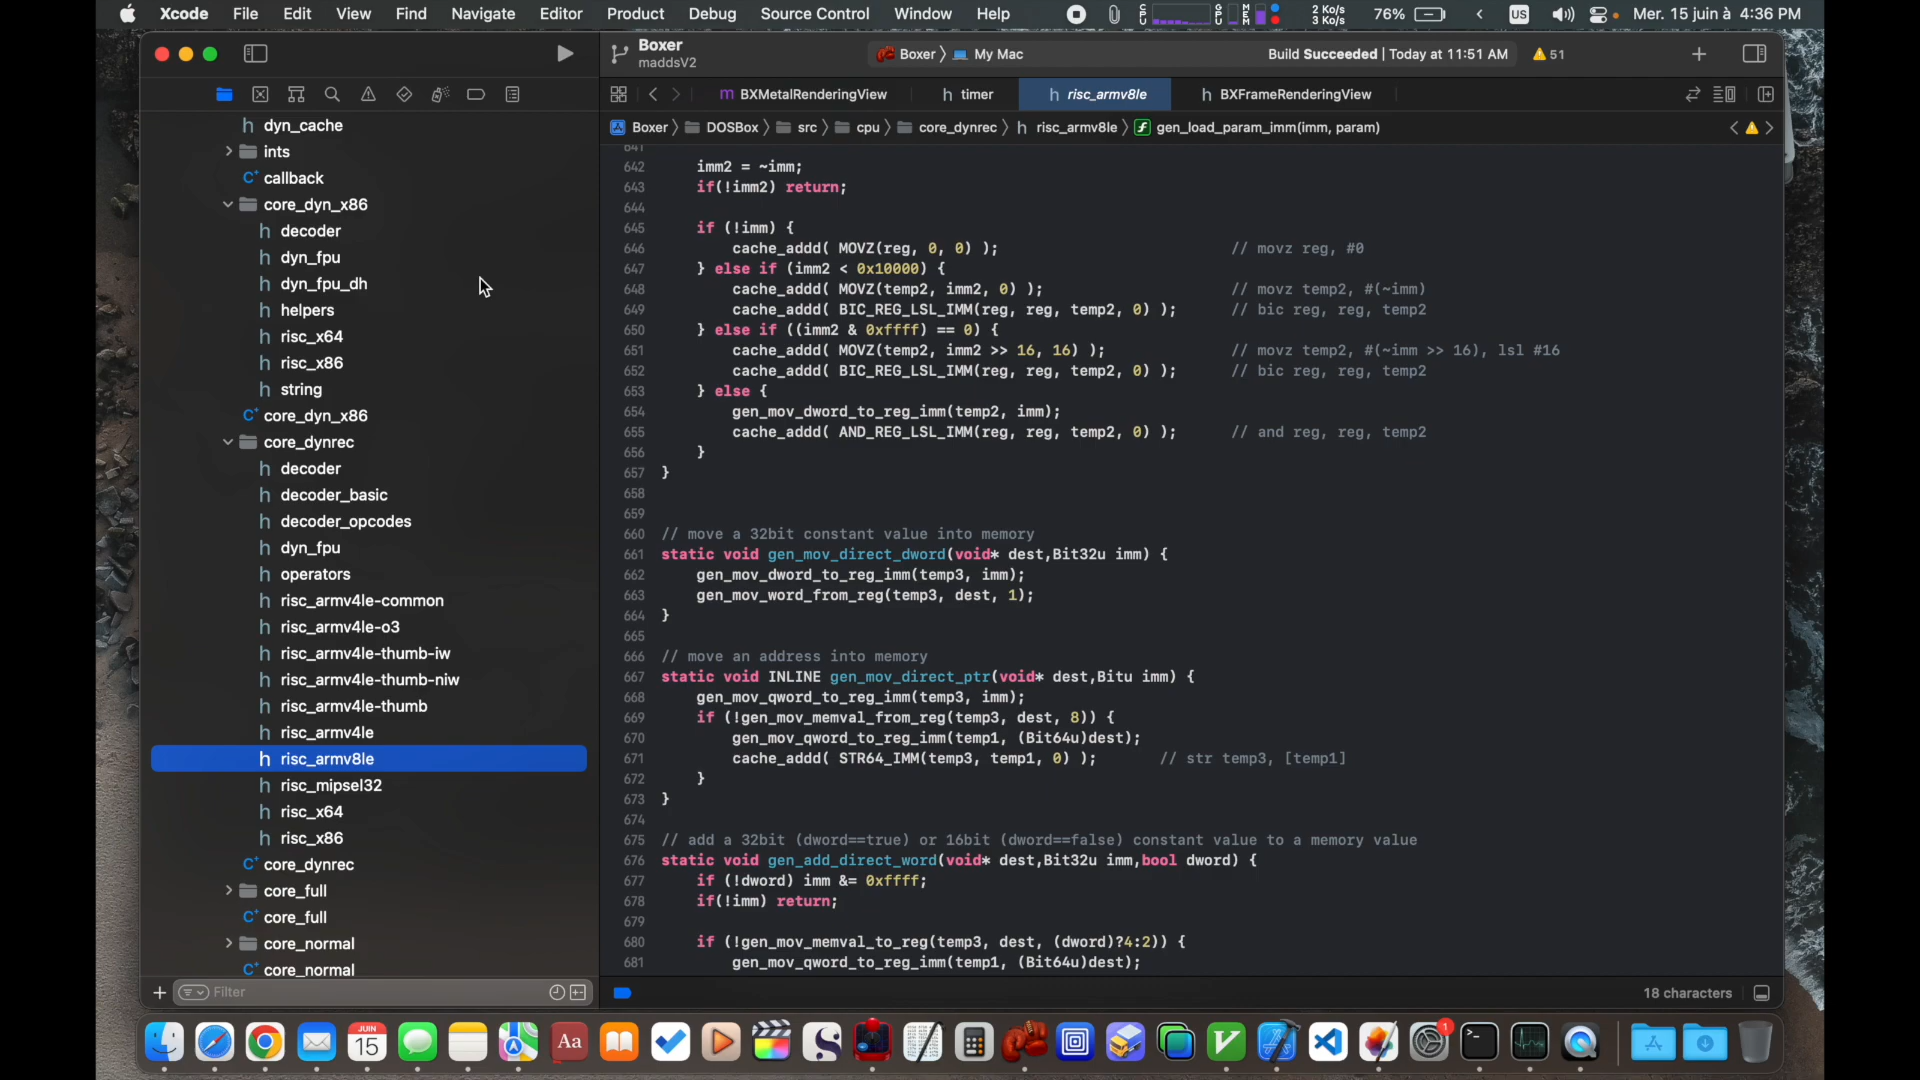 Xcode File Edit View Find Navigate Editor Product Debug Source Control Window Help
CPU GPU MEM 2 Ko/s 3 Ko/s 76% US Mer. 15 juin à 4:36 PM
Boxer
maddsV2
Boxer My Mac
Build Succeeded | Today at 11:51 AM 51
m BXMetalRenderingView h timer h risc_armv8le h BXFrameRenderingView
Boxer DOSBox src cpu core_dynrec h risc_armv8le f gen_load_param_imm(imm, param)
h dyn_cache
ints
C+ callback
core_dyn_x86
h decoder
h dyn_fpu
h dyn_fpu_dh
h helpers
h risc_x64
h risc_x86
h string
C+ core_dyn_x86
core_dynrec
h decoder
h decoder_basic
h decoder_opcodes
h dyn_fpu
h operators
h risc_armv4le-common
h risc_armv4le-o3
h risc_armv4le-thumb-iw
h risc_armv4le-thumb-niw
h risc_armv4le-thumb
h risc_armv4le
h risc_armv8le
h risc_mipsel32
h risc_x64
h risc_x86
C+ core_dynrec
core_full
C+ core_full
core_normal
C+ core_normal
Filter
641
642 imm2 = ~imm;
643 if(!imm2) return;
644
645 if (!imm) {
646 cache_addd( MOVZ(reg, 0, 0) ); // movz reg, #0
647 } else if (imm2 < 0x10000) {
648 cache_addd( MOVZ(temp2, imm2, 0) ); // movz temp2, #(~imm)
649 cache_addd( BIC_REG_LSL_IMM(reg, reg, temp2, 0) ); // bic reg, reg, temp2
650 } else if ((imm2 & 0xffff) == 0) {
651 cache_addd( MOVZ(temp2, imm2 >> 16, 16) ); // movz temp2, #(~imm >> 16), lsl #16
652 cache_addd( BIC_REG_LSL_IMM(reg, reg, temp2, 0) ); // bic reg, reg, temp2
653 } else {
654 gen_mov_dword_to_reg_imm(temp2, imm);
655 cache_addd( AND_REG_LSL_IMM(reg, reg, temp2, 0) ); // and reg, reg, temp2
656 }
657 }
658
659
660 // move a 32bit constant value into memory
661 static void gen_mov_direct_dword(void* dest,Bit32u imm) {
662 gen_mov_dword_to_reg_imm(temp3, imm);
663 gen_mov_word_from_reg(temp3, dest, 1);
664 }
665
666 // move an address into memory
667 static void INLINE gen_mov_direct_ptr(void* dest,Bitu imm) {
668 gen_mov_qword_to_reg_imm(temp3, imm);
669 if (!gen_mov_memval_from_reg(temp3, dest, 8)) {
670 gen_mov_qword_to_reg_imm(temp1, (Bit64u)dest);
671 cache_addd( STR64_IMM(temp3, temp1, 0) ); // str temp3, [temp1]
672 }
673 }
674
675 // add a 32bit (dword==true) or 16bit (dword==false) constant value to a memory value
676 static void gen_add_direct_word(void* dest,Bit32u imm,bool dword) {
677 if (!dword) imm &= 0xffff;
678 if(!imm) return;
679
680 if (!gen_mov_memval_to_reg(temp3, dest, (dword)?4:2)) {
681 gen_mov_qword_to_reg_imm(temp1, (Bit64u)dest);
18 characters
JUIN
15
Aa
1